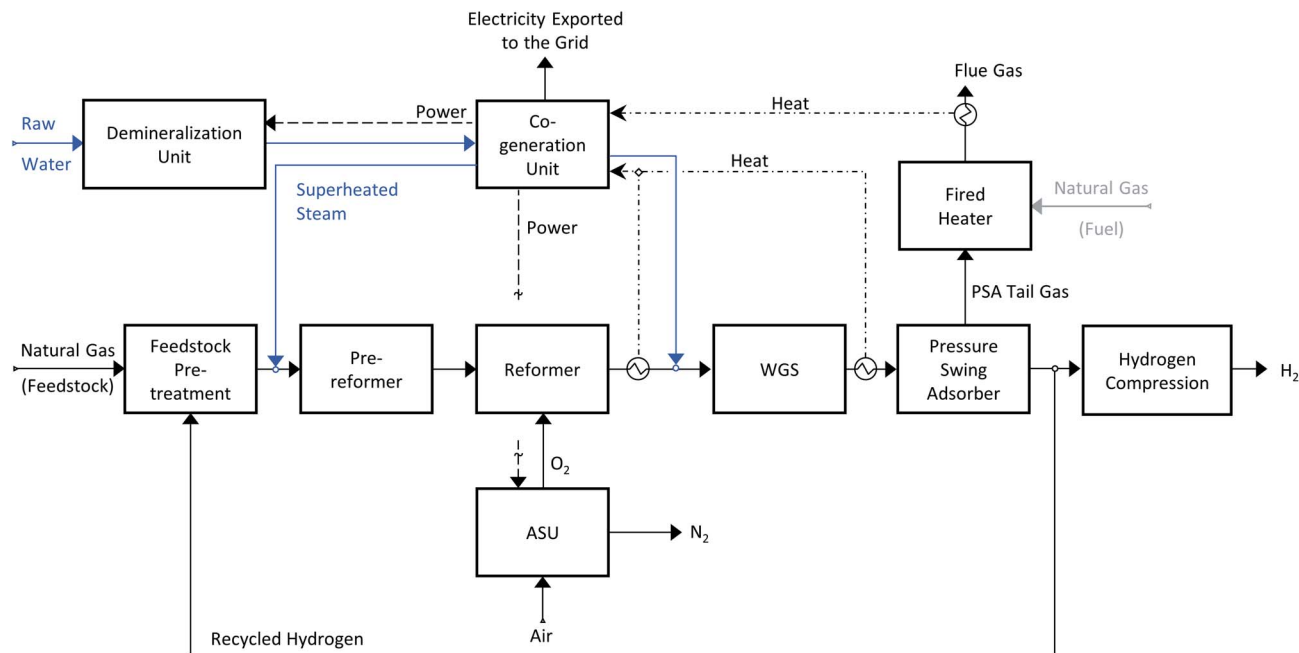 Electricity Exported
to the Grid
Flue Gas
Raw
Water
Demineralization
Unit
Power
Co-
generation
Unit
Heat
Heat
Superheated
Steam
Power
Fired
Heater
Natural Gas
(Fuel)
PSA Tail Gas
Natural Gas
(Feedstock)
Feedstock
Pre-
treatment
Pre-
reformer
Reformer
WGS
Pressure
Swing
Adsorber
Hydrogen
Compression
H2
O2
ASU
N2
Air
Recycled Hydrogen